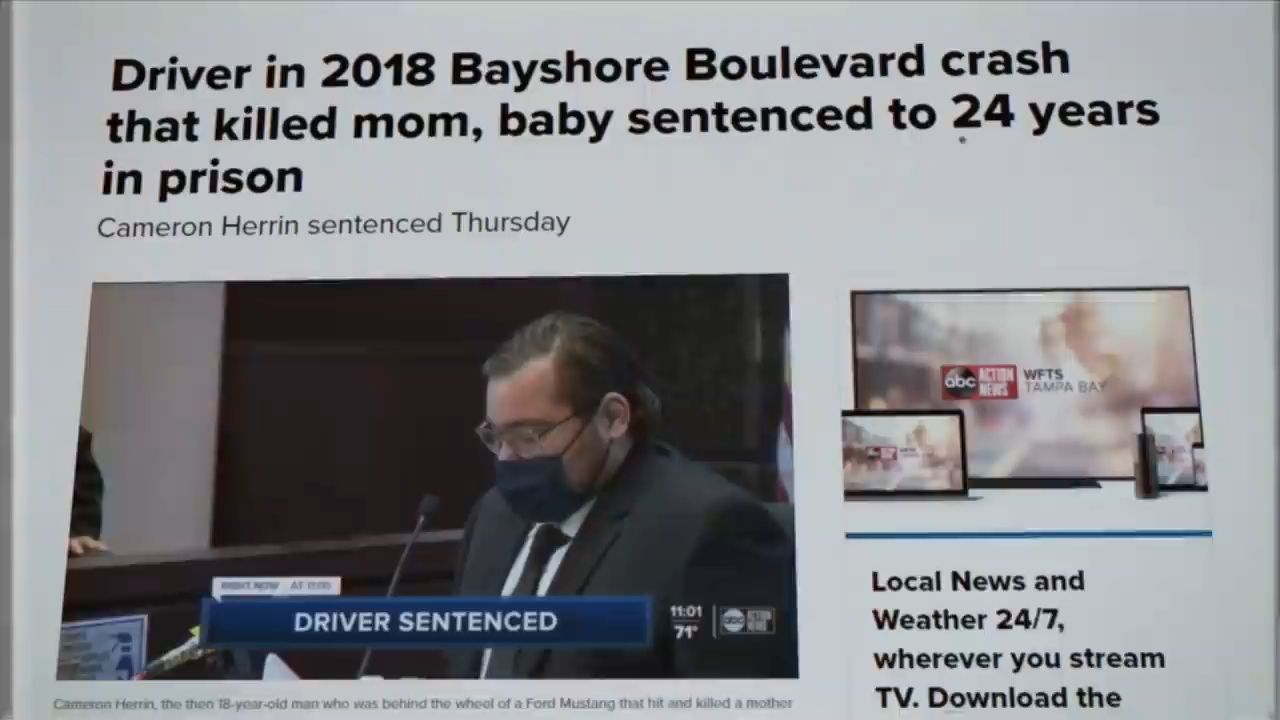 Driver in 2018 Bayshore Boulevard crash
that killed mom, baby sentenced to 24 years
in prison
Cameron Herrin sentenced Thursday
RIGHT NOW AT 11:00
DRIVER SENTENCED
11:01
71°
abc ACTION NEWS
Cameron Herrin, the then 18-year-old man who was behind the wheel of a Ford Mustang that hit and killed a mother
abc ACTION NEWS
WFTS
TAMPA BAY
Local News and
Weather 24/7,
wherever you stream
TV. Download the